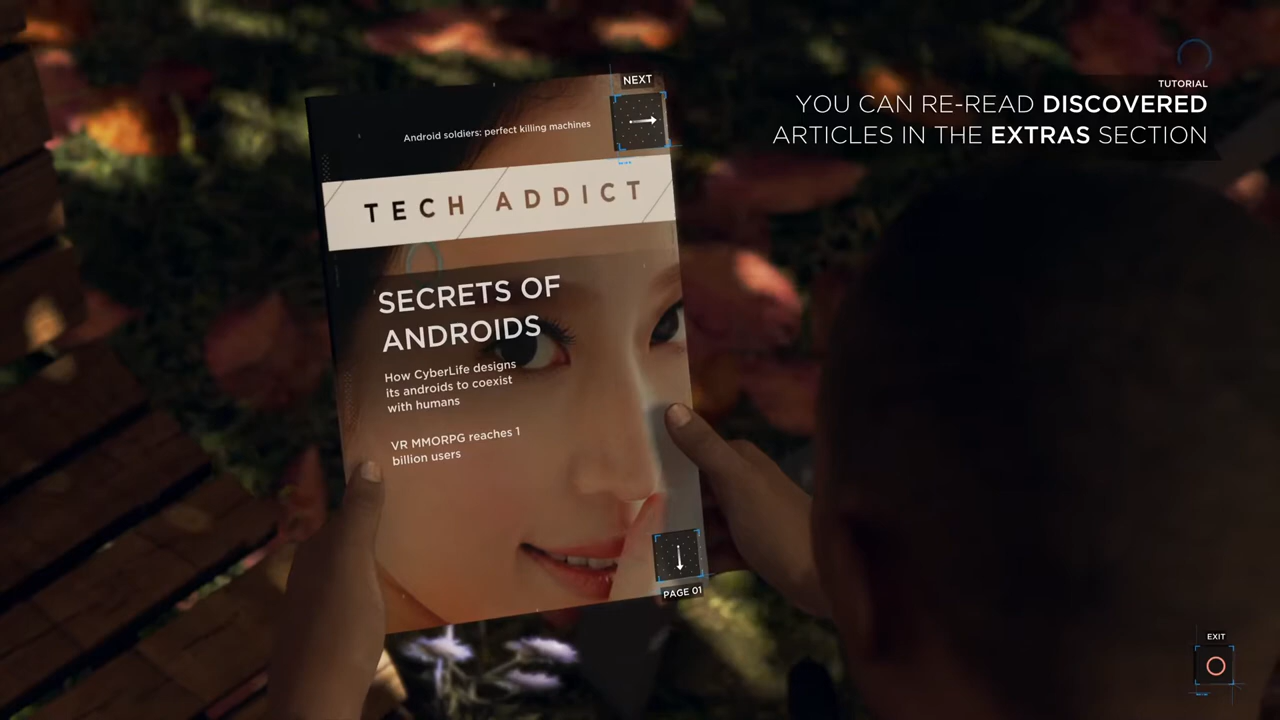 NEXT
TUTORIAL
YOU CAN RE-READ DISCOVERED
ARTICLES IN THE EXTRAS SECTION
Android soldiers: perfect killing machines
TECH ADDICT
SECRETS OF
ANDROIDS
How CyberLife designs
its androids to coexist
with humans
VR MMORPG reaches 1
billion users
PAGE 01
EXIT